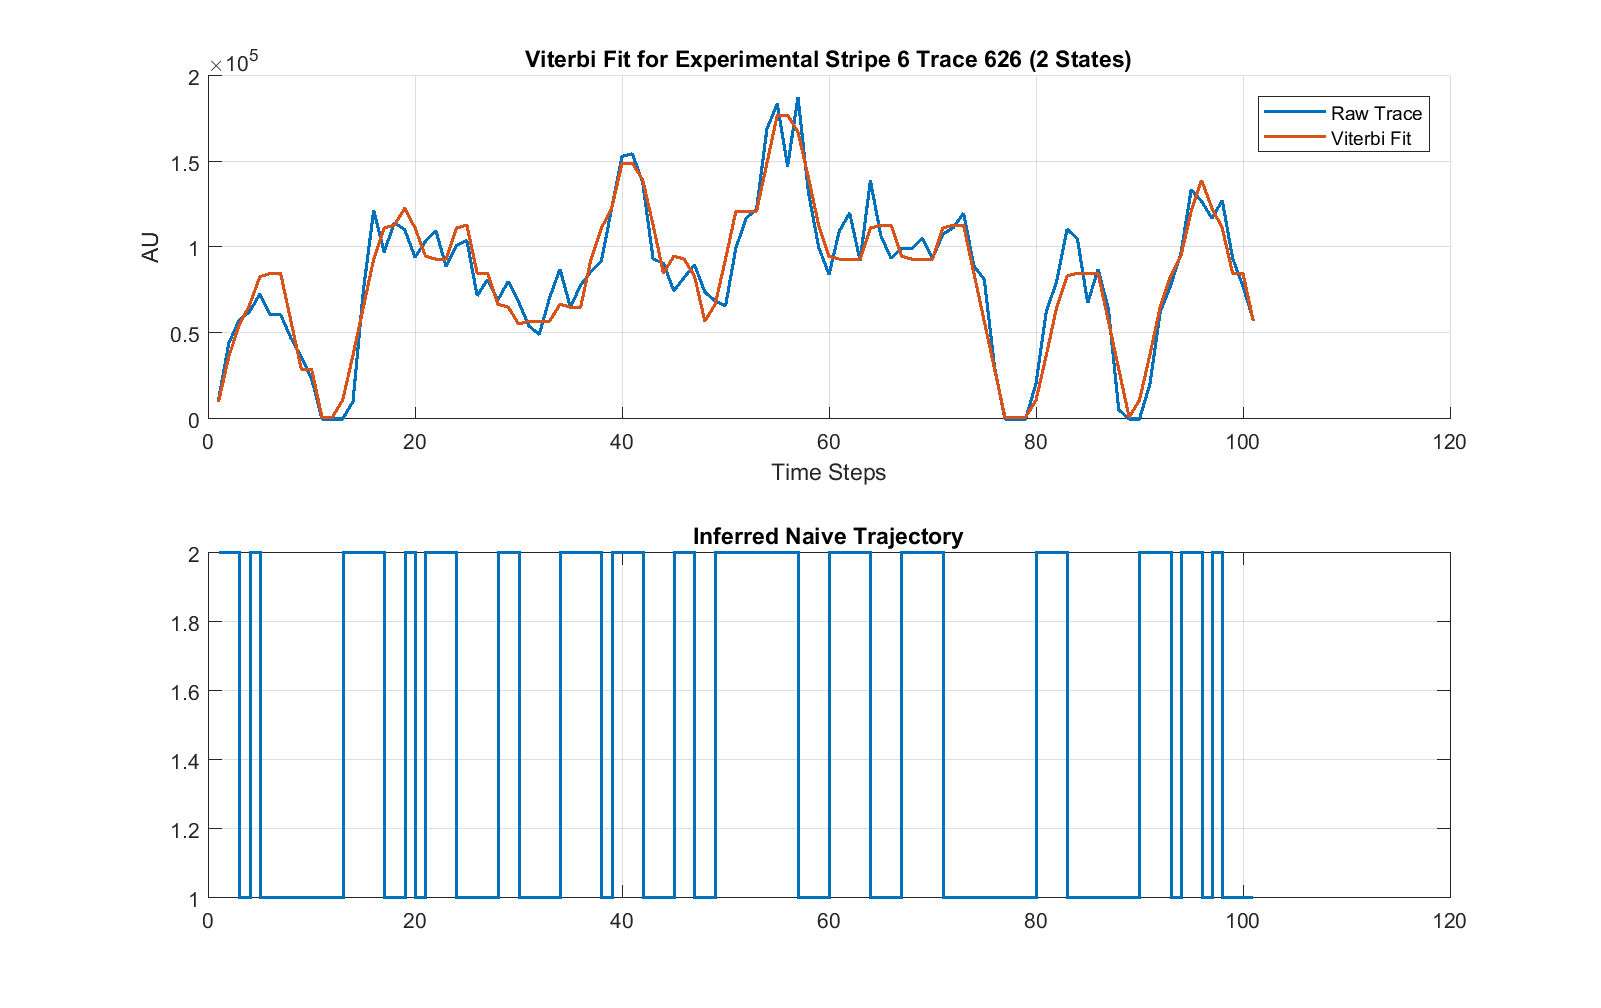 Viterbi Fit for Experimental Stripe 6 Trace 626 (2 States)
×10^5
2
1.5
1
0.5
0
AU
Raw Trace
Viterbi Fit
0 20 40 60 80 100 120
Time Steps
Inferred Naive Trajectory
2
1.8
1.6
1.4
1.2
1
0 20 40 60 80 100 120